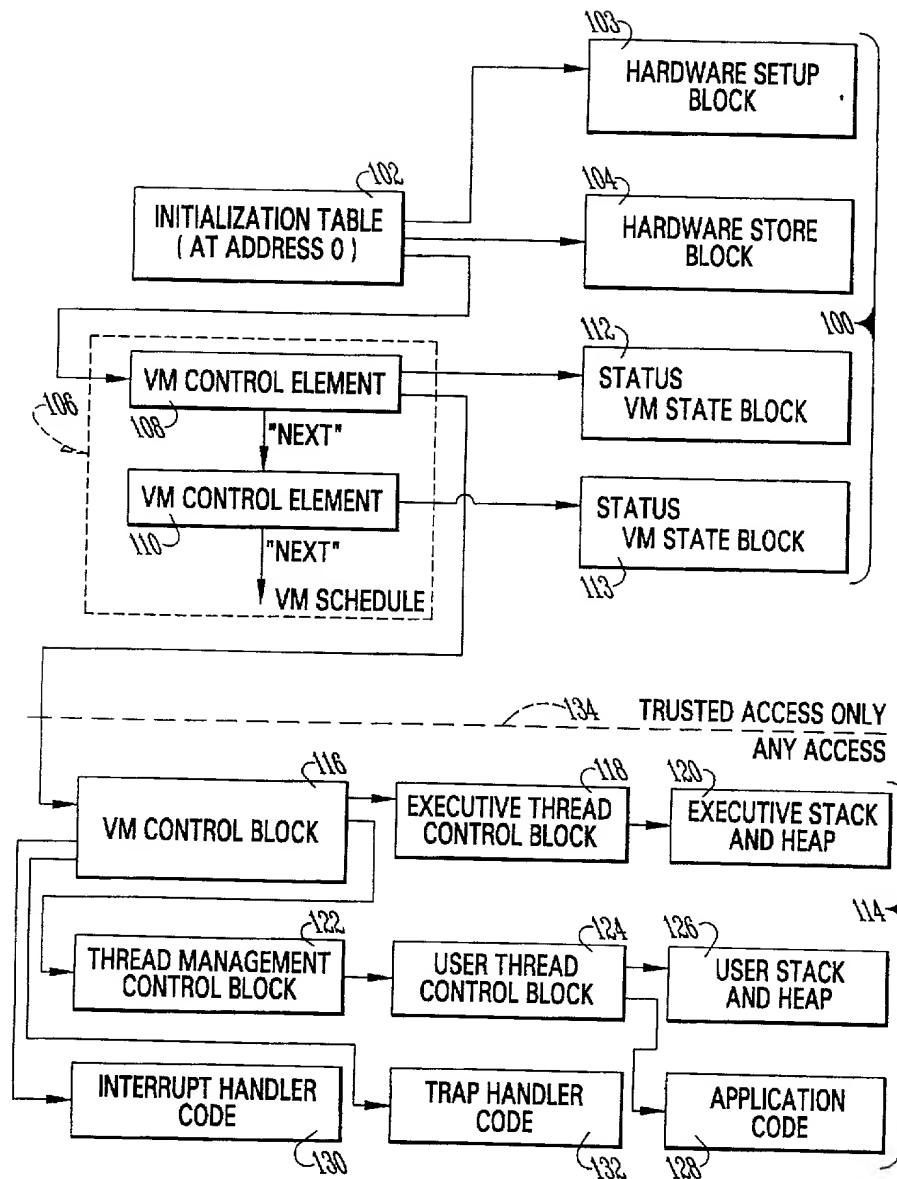 103
HARDWARE SETUP
BLOCK
102
INITIALIZATION TABLE
( AT ADDRESS 0 )
104
HARDWARE STORE
BLOCK
100
112
VM CONTROL ELEMENT
STATUS
VM STATE BLOCK
106
108
"NEXT"
VM CONTROL ELEMENT
STATUS
VM STATE BLOCK
110
"NEXT"
113
VM SCHEDULE
134
TRUSTED ACCESS ONLY
ANY ACCESS
116
VM CONTROL BLOCK
118
EXECUTIVE THREAD
CONTROL BLOCK
120
EXECUTIVE STACK
AND HEAP
114
122
THREAD MANAGEMENT
CONTROL BLOCK
124
USER THREAD
CONTROL BLOCK
126
USER STACK
AND HEAP
INTERRUPT HANDLER
CODE
130
TRAP HANDLER
CODE
132
APPLICATION
CODE
128